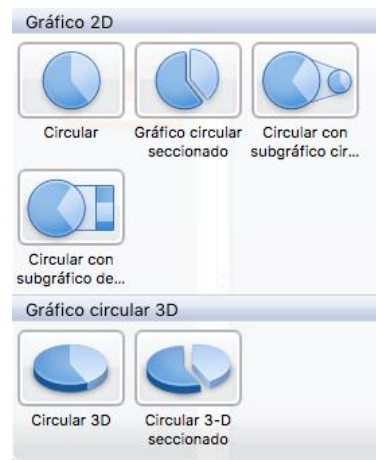 Gráfico 2D
Circular
Gráfico circular
seccionado
Circular con
subgráfico cir...
Circular con
subgráfico de...
Gráfico circular 3D
Circular 3D
Circular 3-D
seccionado